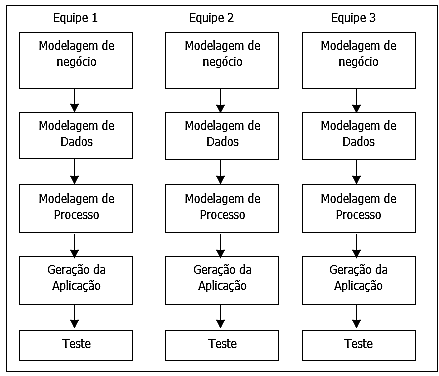 Equipe 1
Equipe 2
Equipe 3
Modelagem de
negócio
Modelagem de
negócio
Modelagem de
negócio
Modelagem de
Dados
Modelagem de
Dados
Modelagem de
Dados
Modelagem de
Processo
Modelagem de
Processo
Modelagem de
Processo
Geração da
Aplicação
Geração da
Aplicação
Geração da
Aplicação
Teste
Teste
Teste